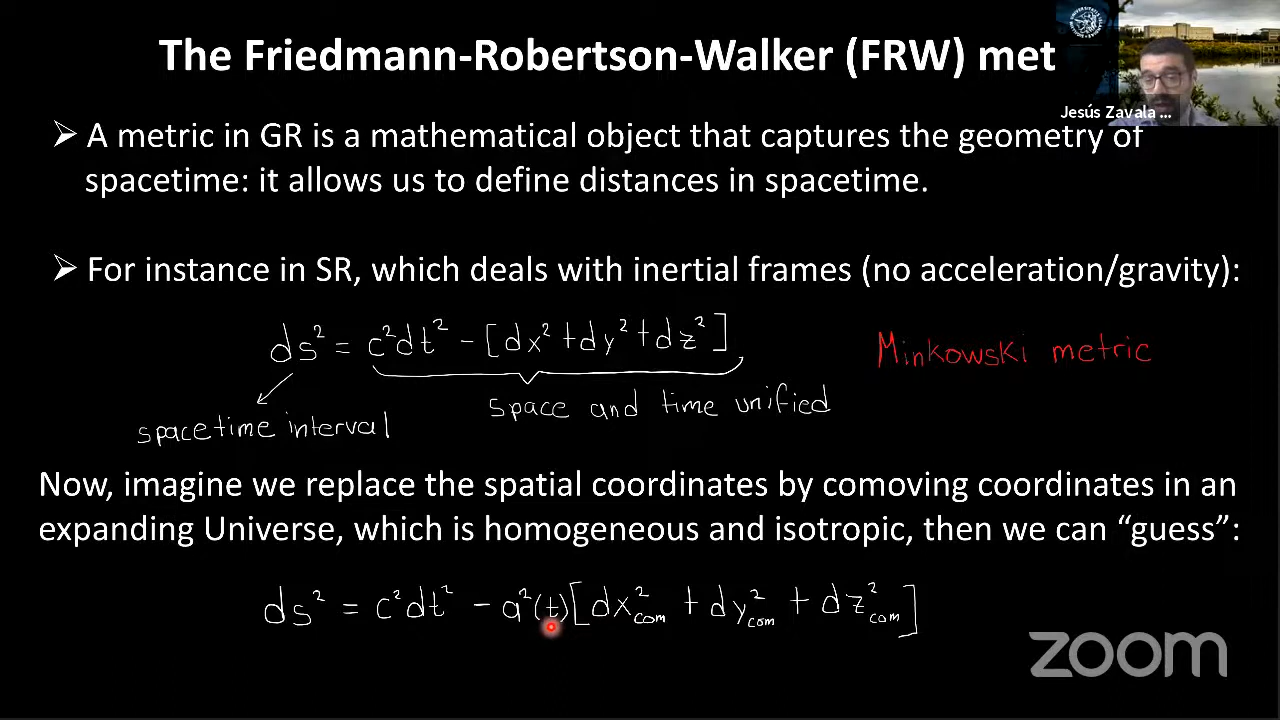 The Friedmann-Robertson-Walker (FRW) met
Jesús Zavala ...
➤ A metric in GR is a mathematical object that captures the geometry of
spacetime: it allows us to define distances in spacetime.
➤ For instance in SR, which deals with inertial frames (no acceleration/gravity):
ds² = c²dt² - [dx² + dy² + dz²]
Minkowski metric
space and time unified
spacetime interval
Now, imagine we replace the spatial coordinates by comoving coordinates in an
expanding Universe, which is homogeneous and isotropic, then we can “guess”:
ds² = c²dt² - a²(t)[dx²com + dy²com + dz²com]
zoom